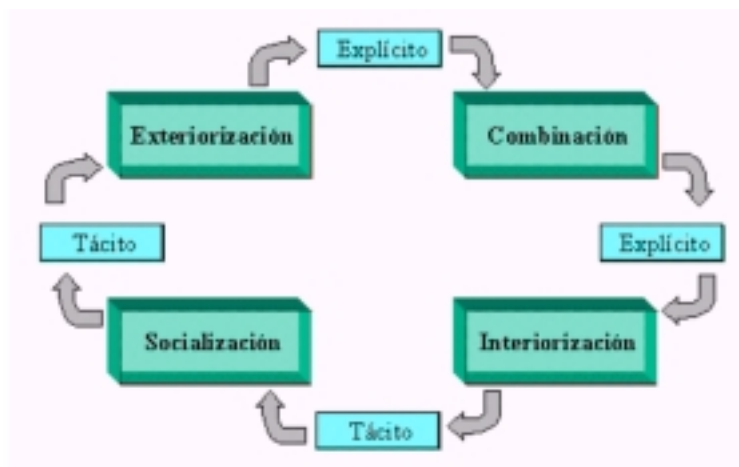 Explícito
Exteriorización
Combinación
Tácito
Explícito
Socialización
Interiorización
Tácito